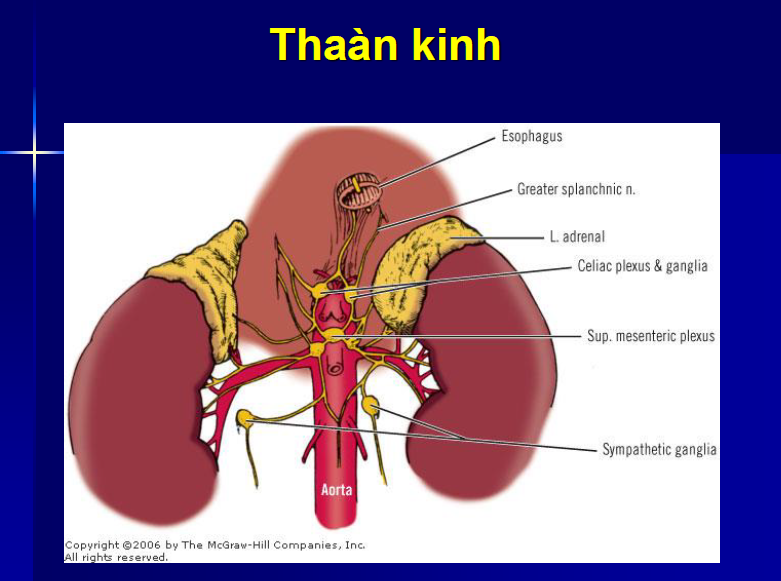 Thaàn kinh
Esophagus
Greater splanchnic n.
L. adrenal
Celiac plexus & ganglia
Sup. mesenteric plexus
Sympathetic ganglia
Aorta
Copyright ©2006 by The McGraw-Hill Companies, Inc.
All rights reserved.